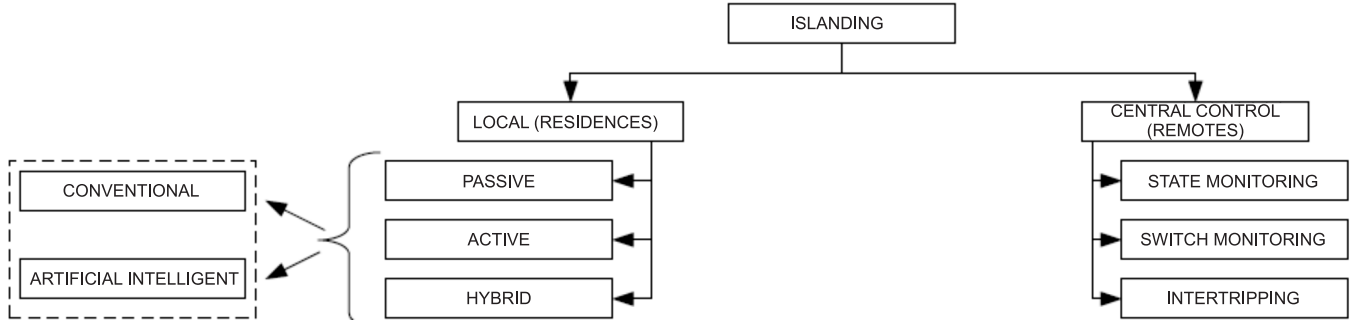 ISLANDING
LOCAL (RESIDENCES)
CENTRAL CONTROL
(REMOTES)
CONVENTIONAL
PASSIVE
STATE MONITORING
ACTIVE
SWITCH MONITORING
ARTIFICIAL INTELLIGENT
HYBRID
INTERTRIPPING